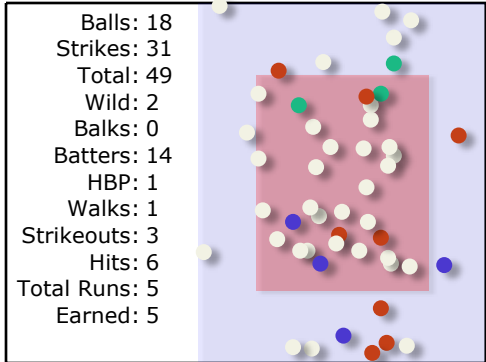 Balls: 18
Strikes: 31
Total: 49
Wild: 2
Balks: 0
Batters: 14
HBP: 1
Walks: 1
Strikeouts: 3
Hits: 6
Total Runs: 5
Earned: 5